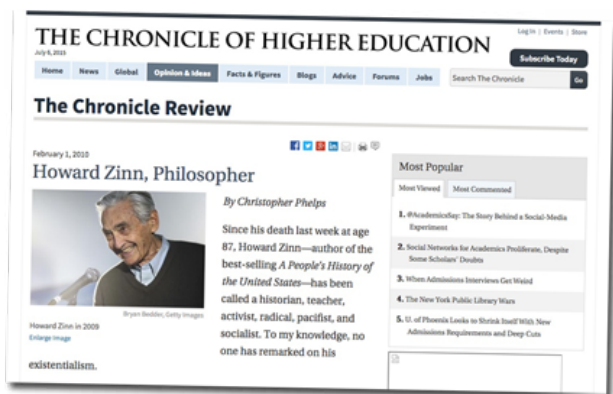 Log In | Events | Store
THE CHRONICLE OF HIGHER EDUCATION
July 6, 2015
Subscribe Today
Home News Global Opinion & Ideas Facts & Figures Blogs Advice Forums Jobs
Search The Chronicle Go
The Chronicle Review
February 1, 2010
Howard Zinn, Philosopher
By Christopher Phelps
Since his death last week at age
87, Howard Zinn—author of the
best-selling A People's History of
the United States—has been
called a historian, teacher,
activist, radical, pacifist, and
socialist. To my knowledge, no
one has remarked on his
existentialism.
Bryan Bedder, Getty Images
Howard Zinn in 2009
Enlarge Image
Most Popular
Most Viewed Most Commented
1. @AcademicsSay: The Story Behind a Social-Media
Experiment
2. Social Networks for Academics Proliferate, Despite
Some Scholars' Doubts
3. When Admissions Interviews Get Weird
4. The New York Public Library Wars
5. U. of Phoenix Looks to Shrink Itself With New
Admissions Requirements and Deep Cuts